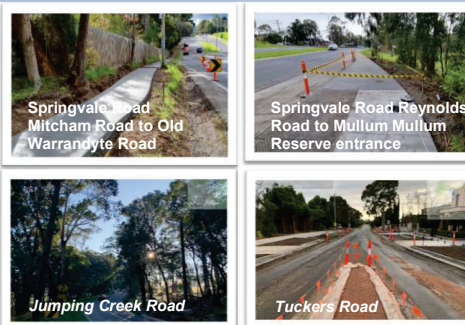 Springvale Road
Mitcham Road to Old
Warrandyte Road
Springvale Road Reynolds
Road to Mullum Mullum
Reserve entrance
Jumping Creek Road
Tuckers Road